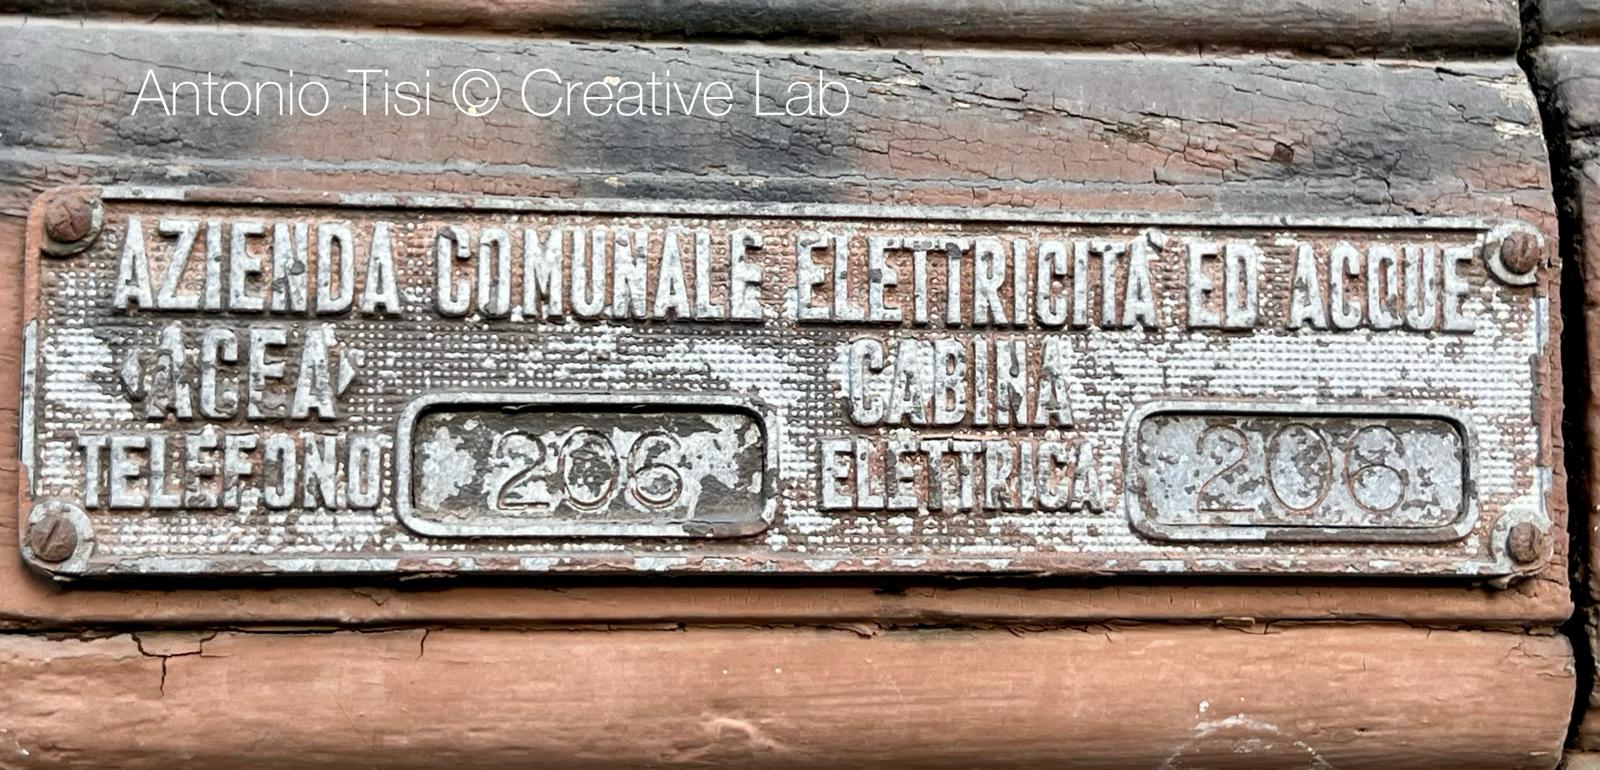 Antonio Tisi © Creative Lab
AZIENDA COMUNALE ELETTRICITÀ ED ACQUE
‹ACEA›
CABINA
TELEFONO 206
ELETTRICA 206